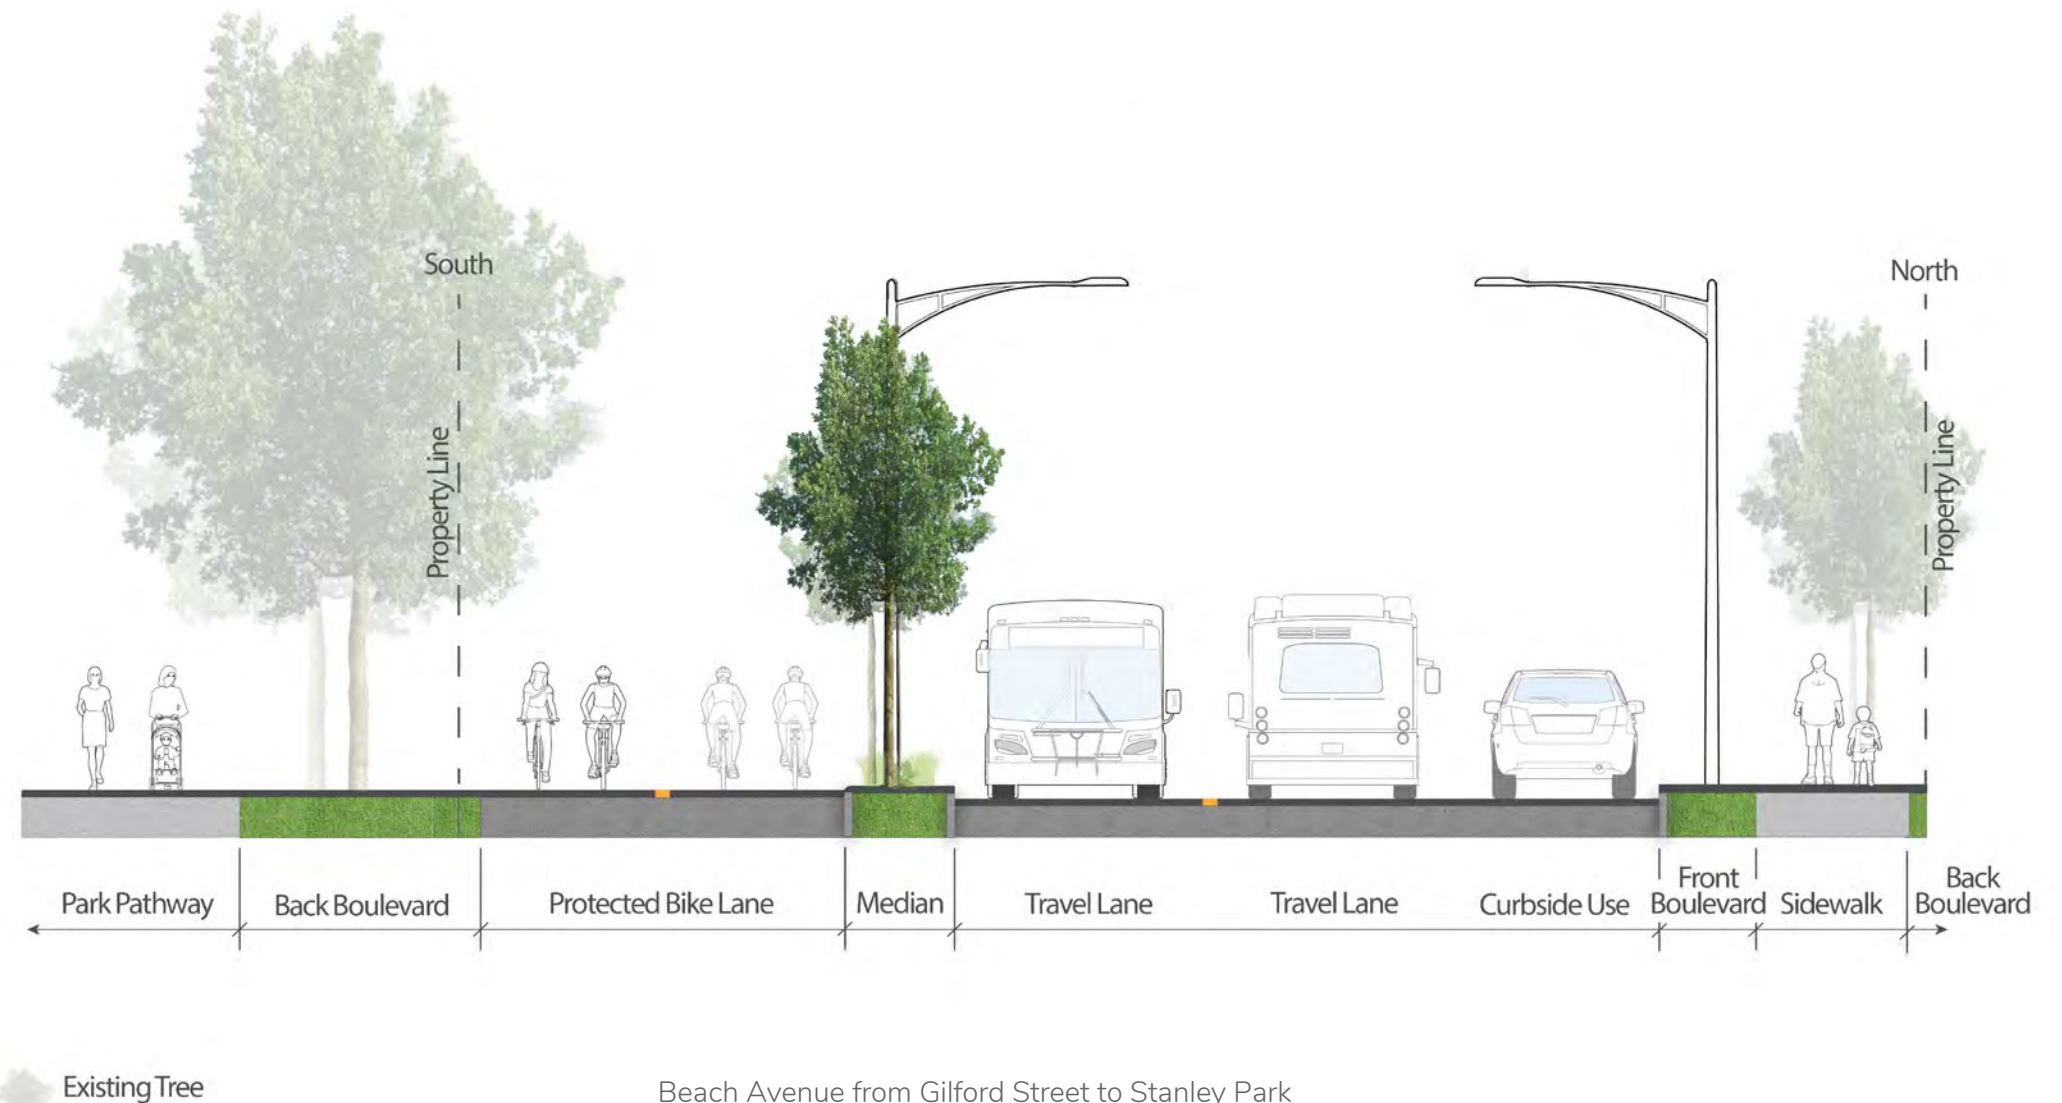 South
North
Property Line
Property Line
Park Pathway
Back Boulevard
Protected Bike Lane
Median
Travel Lane
Travel Lane
Curbside Use
Front
Boulevard
Sidewalk
Back
Boulevard
Existing Tree
Beach Avenue from Gilford Street to Stanley Park